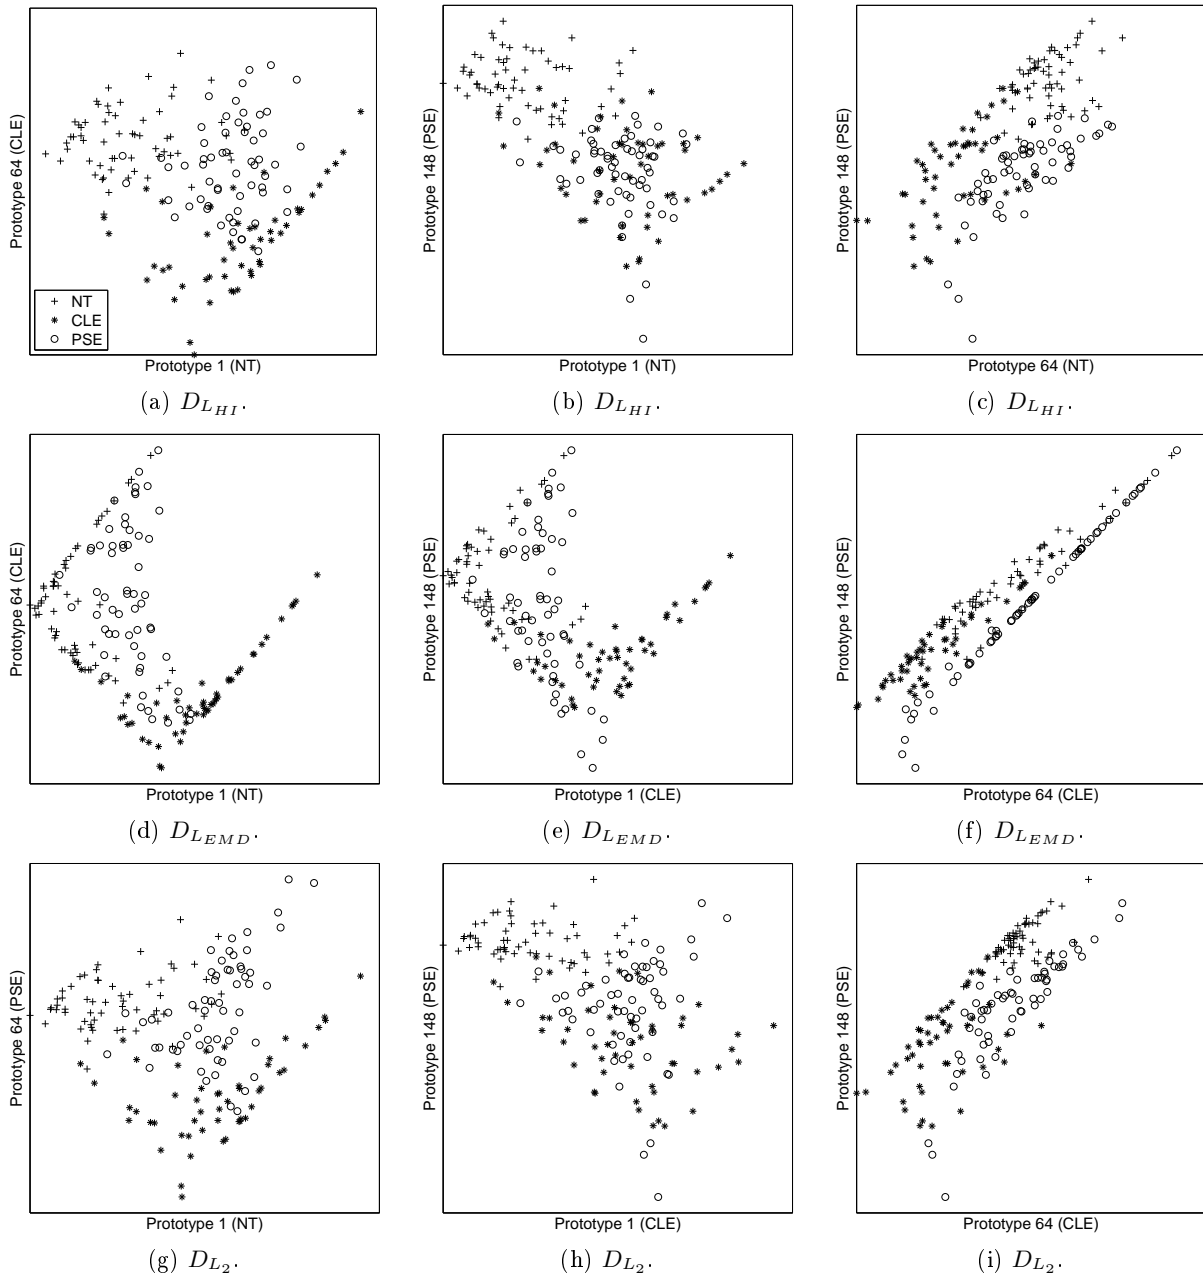 Prototype 64 (CLE)
NT
CLE
PSE
Prototype 1 (NT)
(a) D_{L_{HI}}.
Prototype 148 (PSE)
Prototype 1 (NT)
(b) D_{L_{HI}}.
Prototype 148 (PSE)
Prototype 64 (NT)
(c) D_{L_{HI}}.
Prototype 64 (CLE)
Prototype 1 (NT)
(d) D_{L_{EMD}}.
Prototype 148 (PSE)
Prototype 1 (CLE)
(e) D_{L_{EMD}}.
Prototype 148 (PSE)
Prototype 64 (CLE)
(f) D_{L_{EMD}}.
Prototype 64 (PSE)
Prototype 1 (NT)
(g) D_{L_2}.
Prototype 148 (PSE)
Prototype 1 (CLE)
(h) D_{L_2}.
Prototype 148 (PSE)
Prototype 64 (CLE)
(i) D_{L_2}.